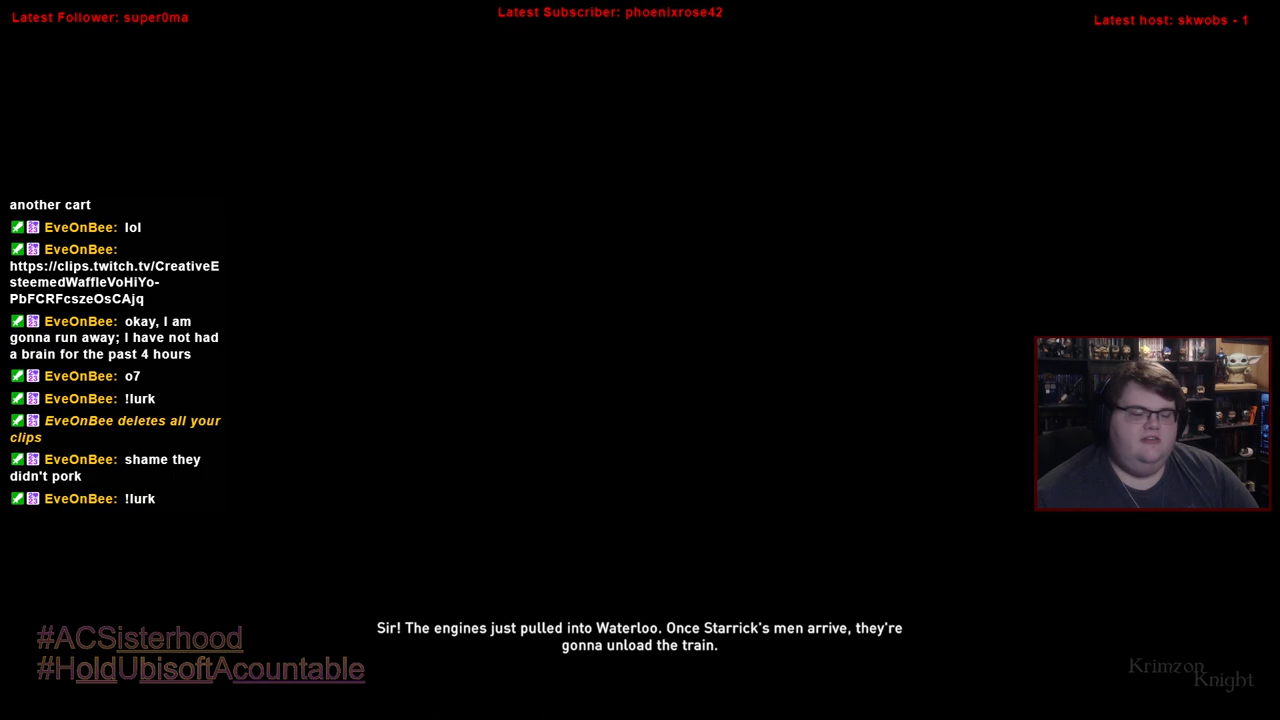 Latest Follower: super0ma
Latest Subscriber: phoenixrose42
Latest host: skwobs - 1
another cart
EveOnBee: lol
EveOnBee:
https://clips.twitch.tv/CreativeE
steemedWaffleVoHiYo-
PbFCRFcszeOsCAjq
EveOnBee: okay, I am
gonna run away; I have not had
a brain for the past 4 hours
EveOnBee: o7
EveOnBee: !lurk
EveOnBee deletes all your
clips
EveOnBee: shame they
didn't pork
EveOnBee: !lurk
#ACSisterhood
#HoldUbisoftAcountable
Sir! The engines just pulled into Waterloo. Once Starrick's men arrive, they're
gonna unload the train.
Krimzon
Knight